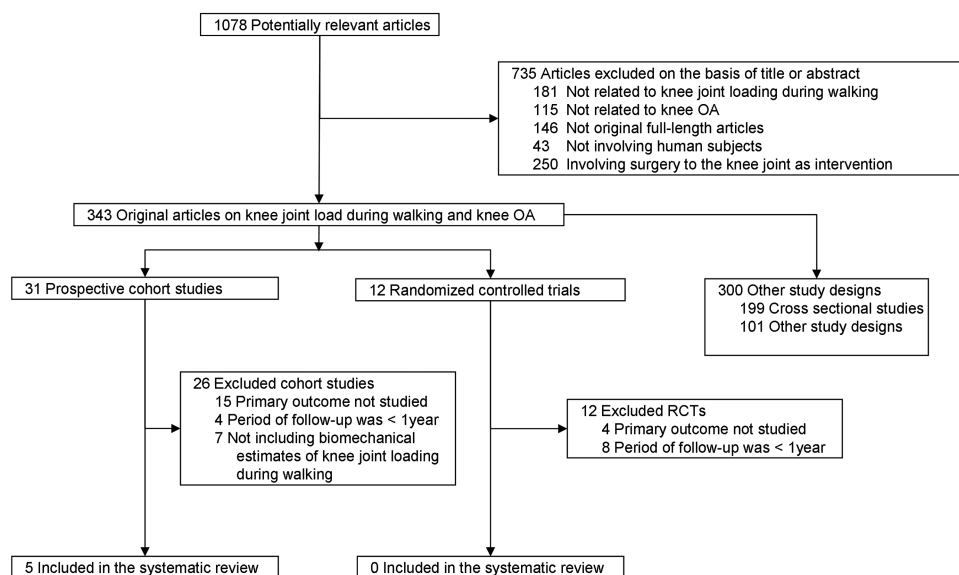 1078 Potentially relevant articles
735 Articles excluded on the basis of title or abstract
181 Not related to knee joint loading during walking
115 Not related to knee OA
146 Not original full-length articles
43 Not involving human subjects
250 Involving surgery to the knee joint as intervention
343 Original articles on knee joint load during walking and knee OA
31 Prospective cohort studies
12 Randomized controlled trials
300 Other study designs
199 Cross sectional studies
101 Other study designs
26 Excluded cohort studies
15 Primary outcome not studied
4 Period of follow-up was < 1year
7 Not including biomechanical
estimates of knee joint loading
during walking
12 Excluded RCTs
4 Primary outcome not studied
8 Period of follow-up was < 1year
5 Included in the systematic review
0 Included in the systematic review